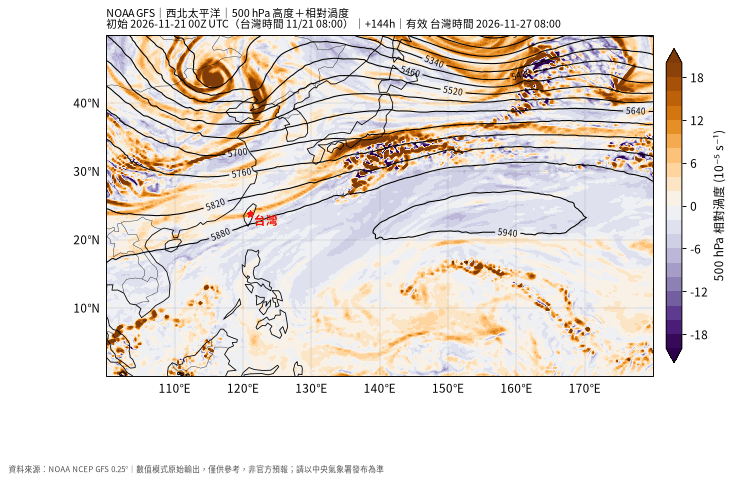 NOAA GFS｜西北太平洋｜500 hPa 高度＋相對渦度
初始 2026-11-21 00Z UTC（台灣時間 11/21 08:00）｜+144h｜有效 台灣時間 2026-11-27 08:00
5340
5460
5520
5640
5700
5760
5820
5880
5940
台灣
40°N
30°N
20°N
10°N
110°E
120°E
130°E
140°E
150°E
160°E
170°E
18
12
6
0
-6
-12
-18
500 hPa 相對渦度 (10⁻⁵ s⁻¹)
資料來源：NOAA NCEP GFS 0.25°｜數值模式原始輸出，僅供參考，非官方預報；請以中央氣象署發布為準